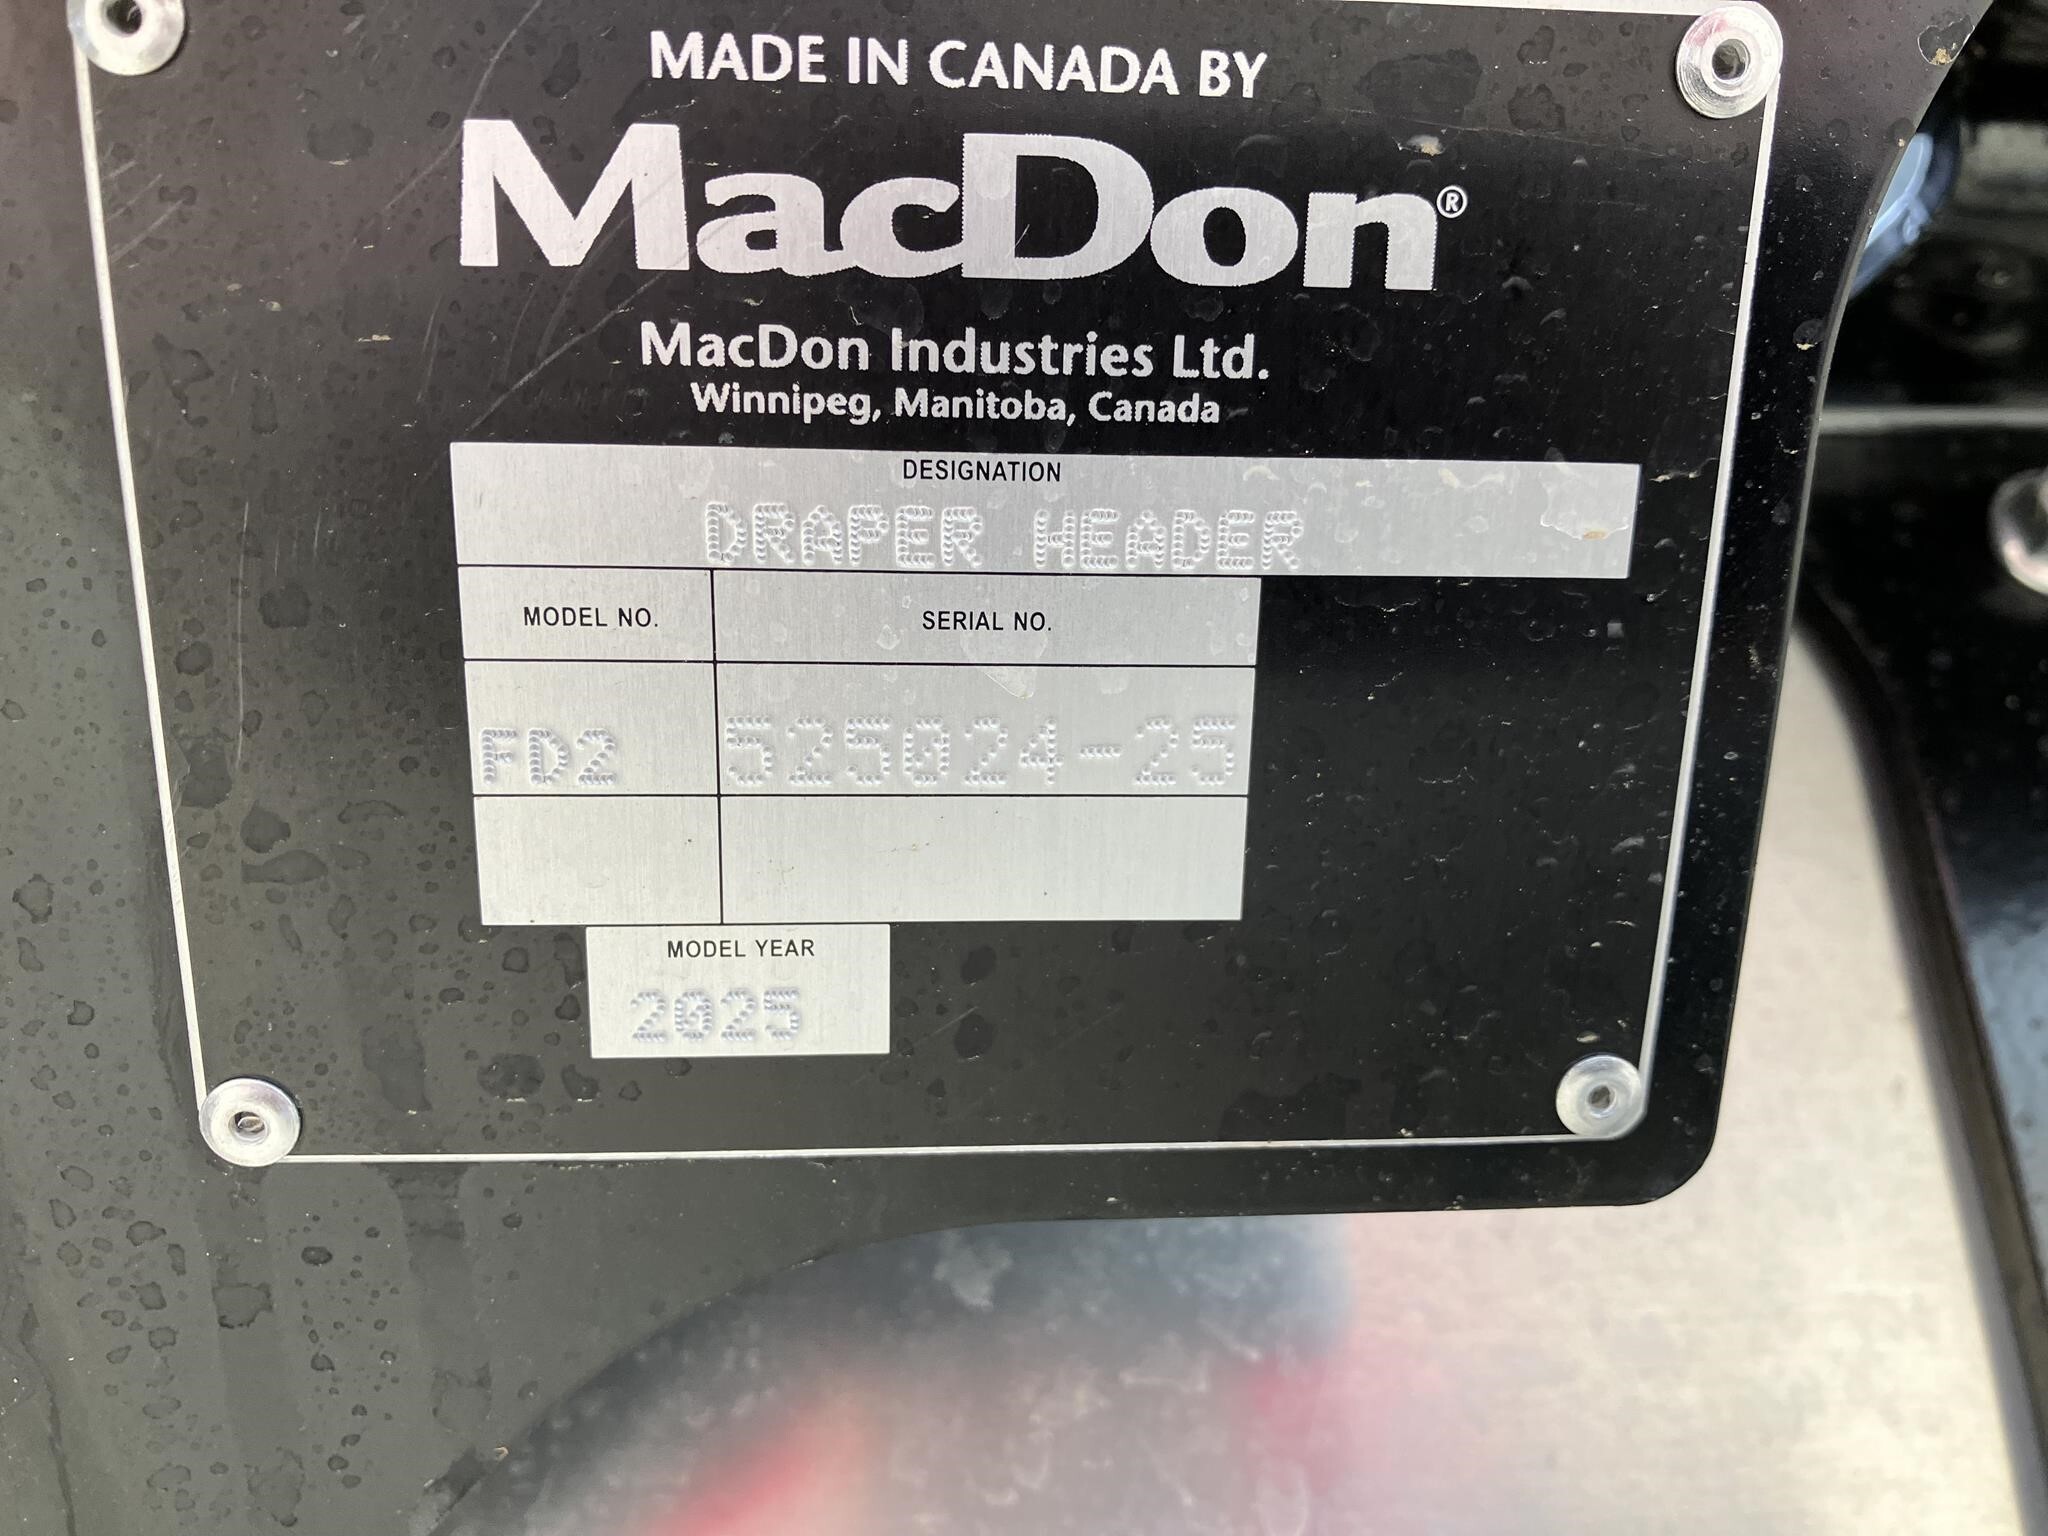 MADE IN CANADA BY
MacDon®
MacDon Industries Ltd.
Winnipeg, Manitoba, Canada
DESIGNATION
DRAPER HEADER
MODEL NO. SERIAL NO.
FD2 525024-25
MODEL YEAR
2025